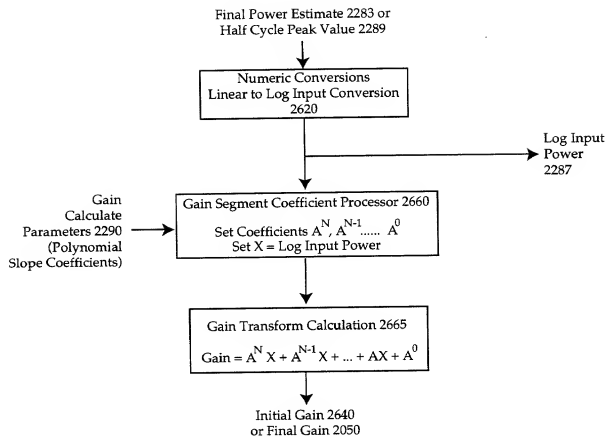 Final Power Estimate 2283 or
Half Cycle Peak Value 2289
Numeric Conversions
Linear to Log Input Conversion
2620
Log Input
Power
2287
Gain
Calculate
Parameters 2290
(Polynomial
Slope Coefficients)
Gain Segment Coefficient Processor 2660
Set Coefficients A^N, A^N-1 ...... A^0
Set X = Log Input Power
Gain Transform Calculation 2665
Gain = A^N X + A^N-1 X + ... + AX + A^0
Initial Gain 2640
or Final Gain 2050